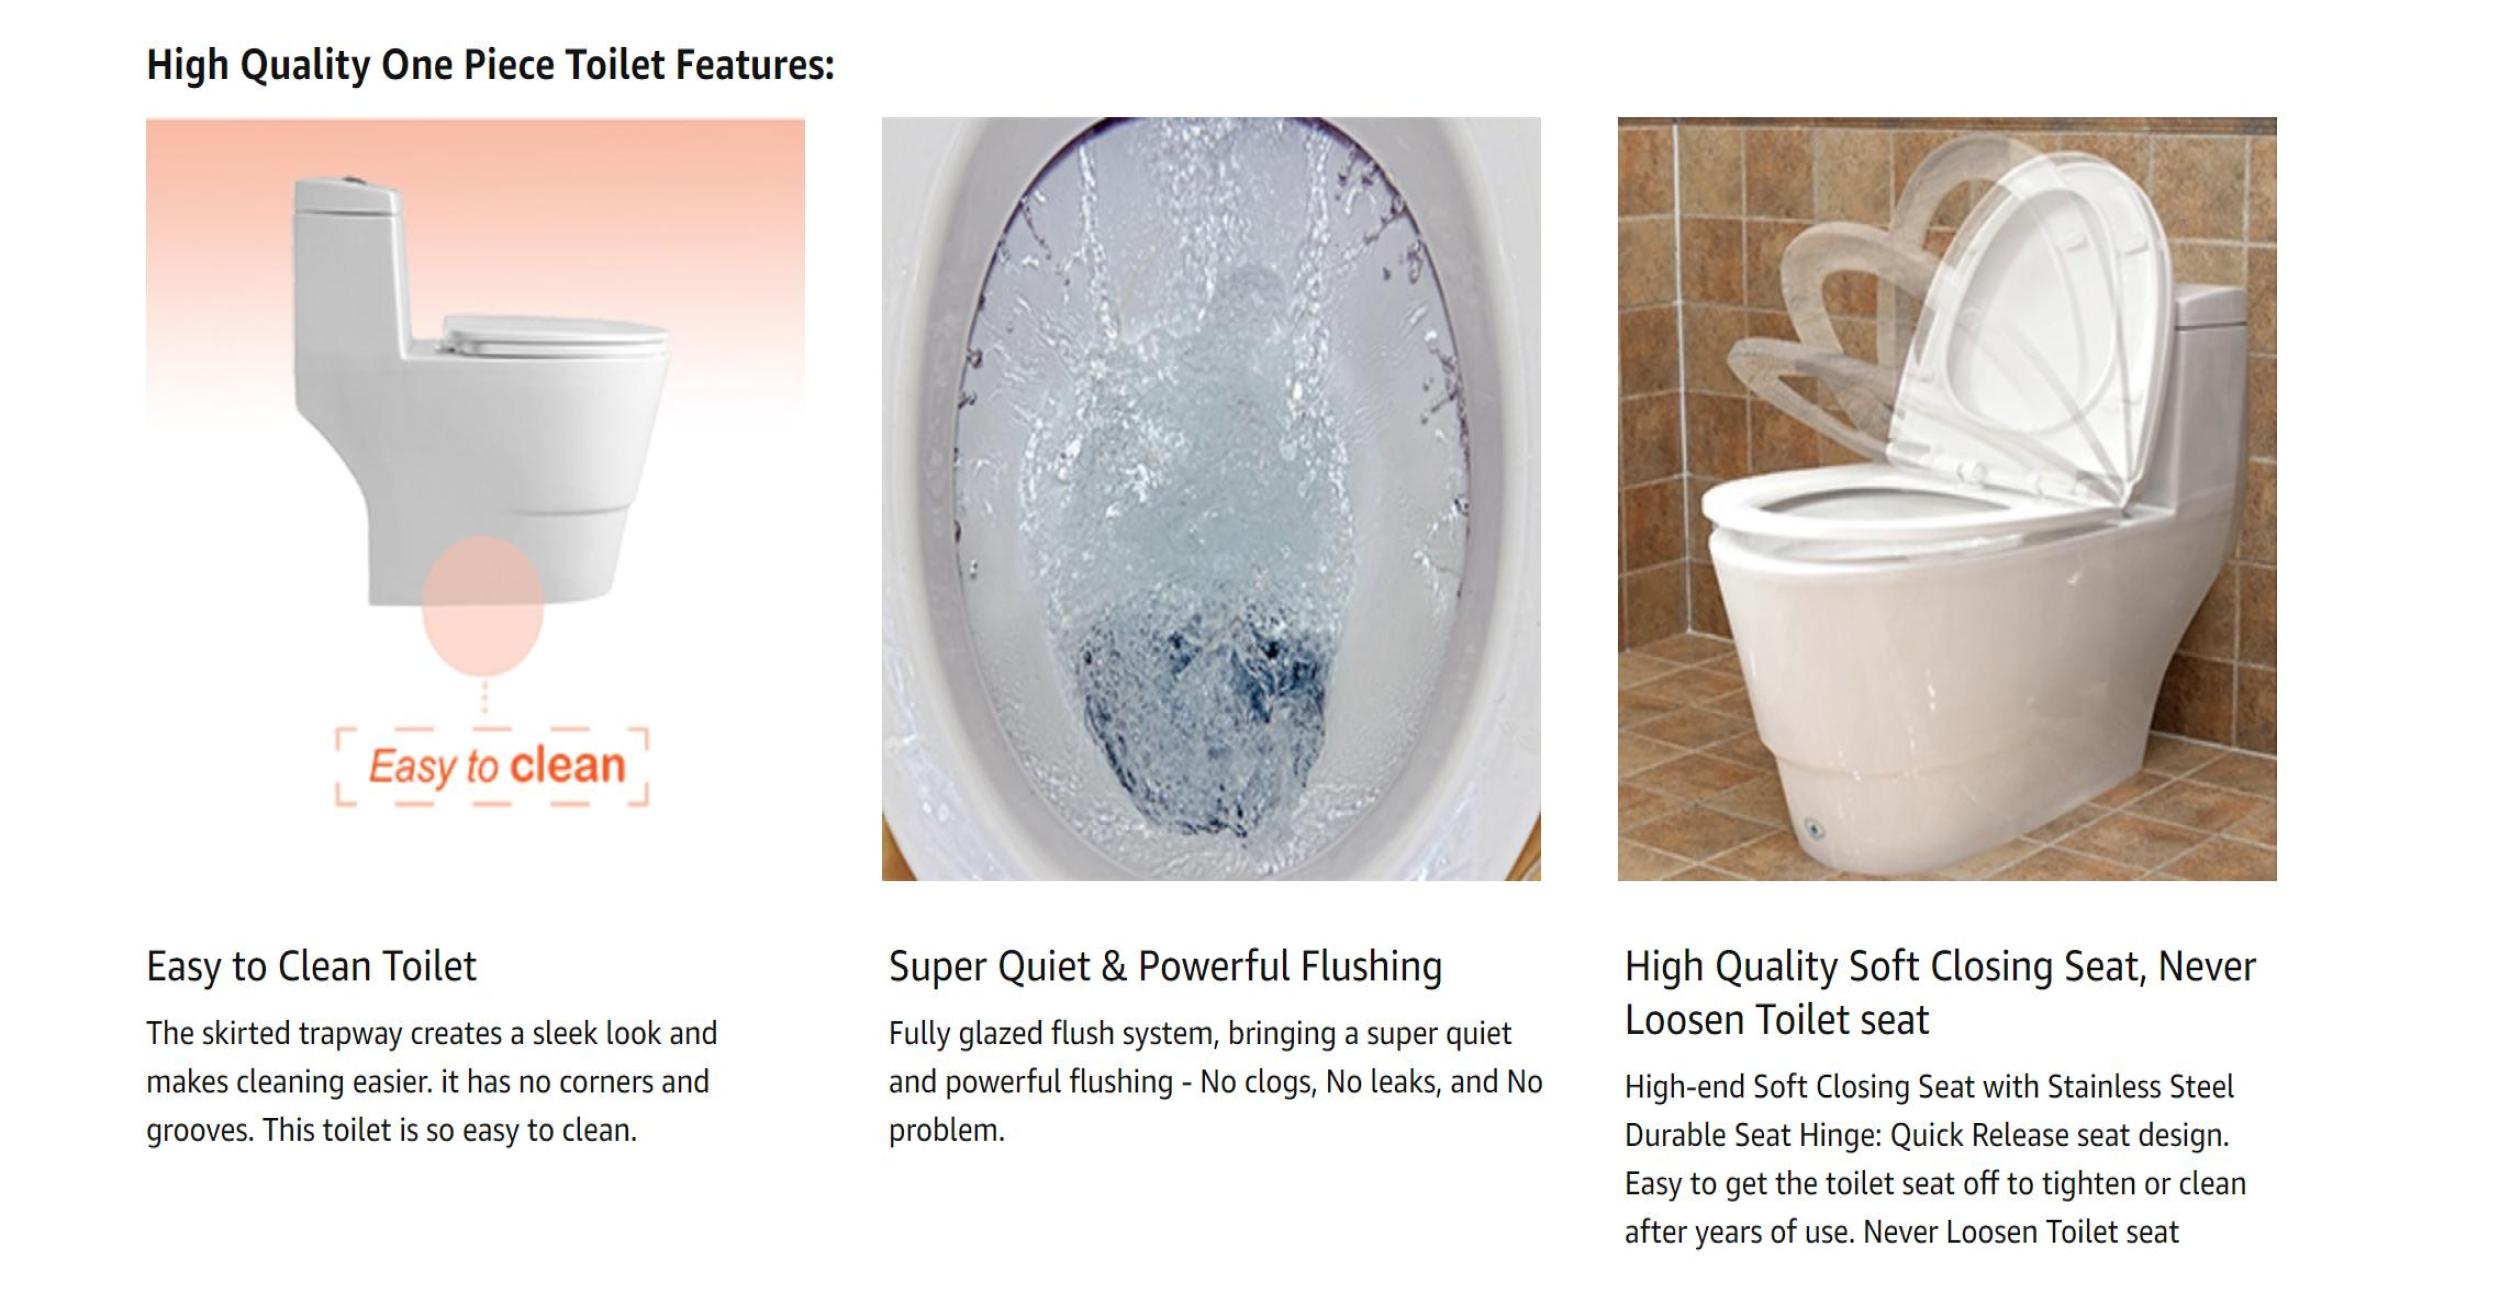 High Quality One Piece Toilet Features:
Easy to clean
Easy to Clean Toilet
The skirted trapway creates a sleek look and
makes cleaning easier. it has no corners and
grooves. This toilet is so easy to clean.
Super Quiet & Powerful Flushing
Fully glazed flush system, bringing a super quiet
and powerful flushing - No clogs, No leaks, and No
problem.
High Quality Soft Closing Seat, Never
Loosen Toilet seat
High-end Soft Closing Seat with Stainless Steel
Durable Seat Hinge: Quick Release seat design.
Easy to get the toilet seat off to tighten or clean
after years of use. Never Loosen Toilet seat